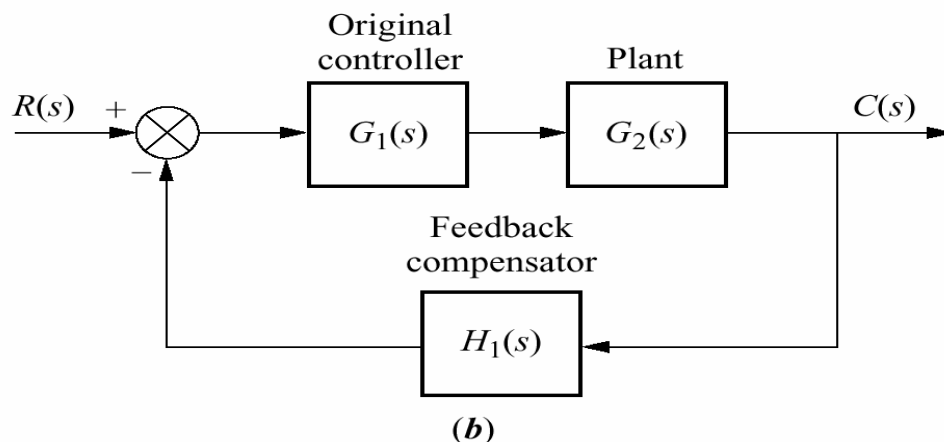 Original
controller
Plant
R(s)
+
G₁(s)
G₂(s)
C(s)
−
Feedback
compensator
H₁(s)
(b)